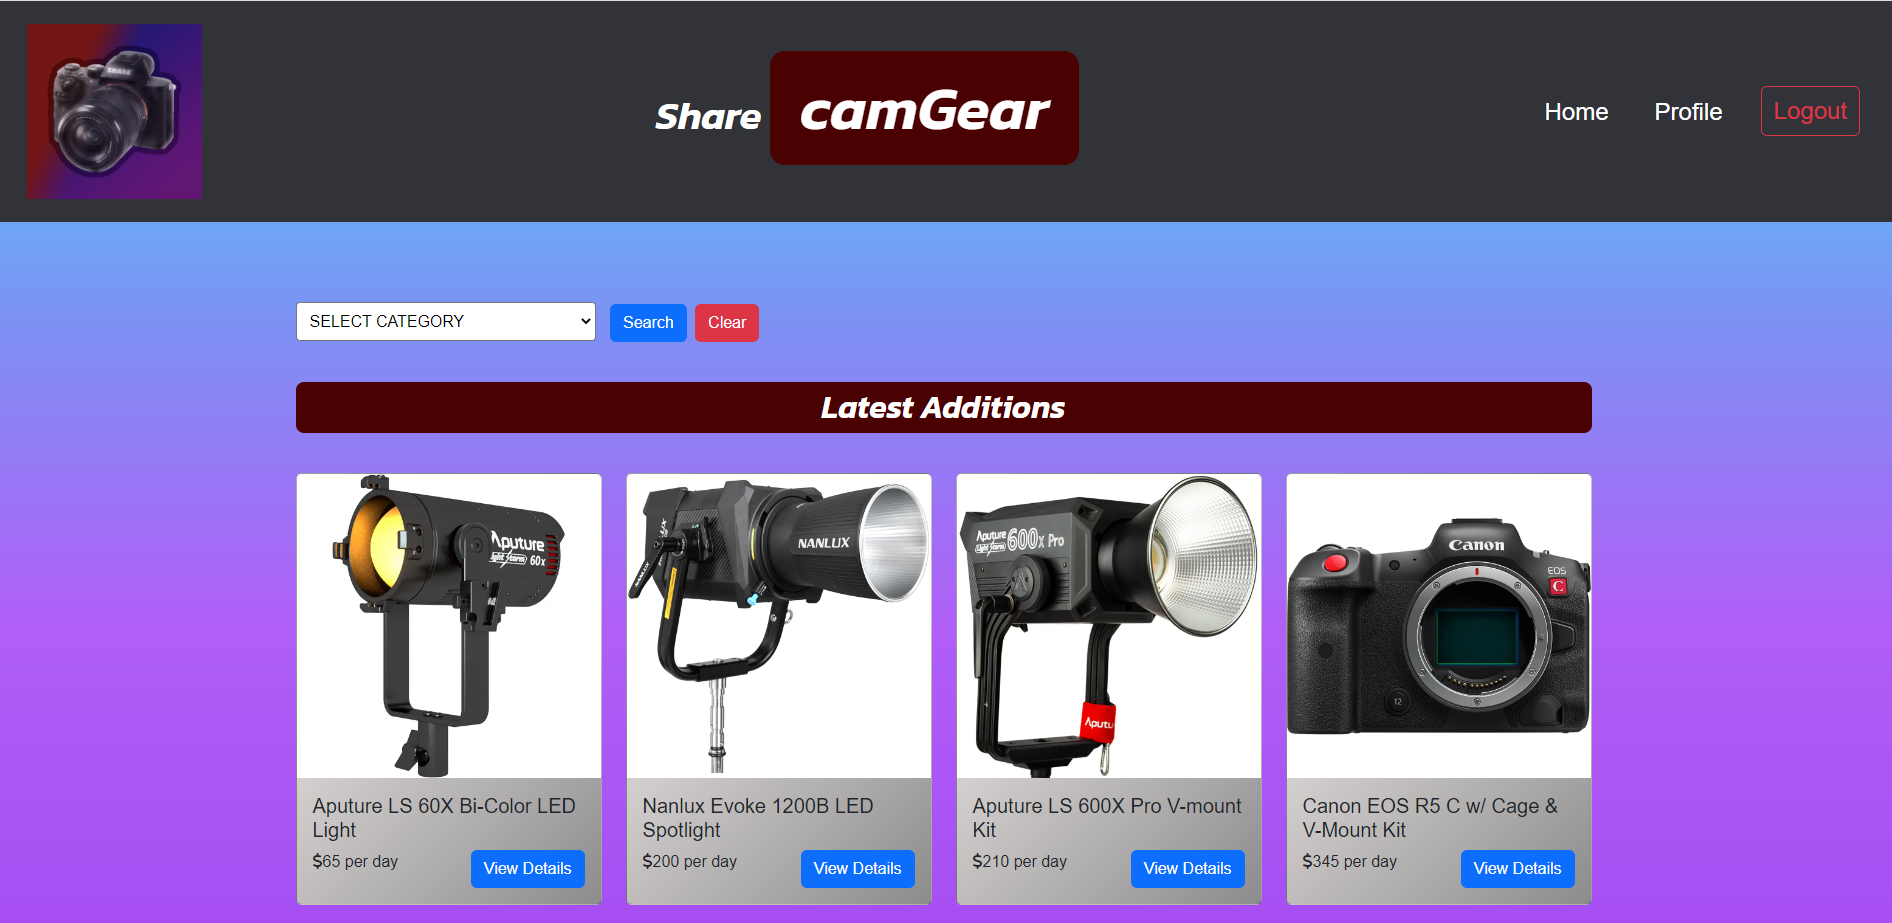 SHARE
Share camGear
Home Profile Logout
SELECT CATEGORY
Search Clear
Latest Additions
Aputure
Light Storm 60x
NANLUX
NANLUX
Aputure
Light Storm 600x Pro
Aputu
Canon
EOS
C
12
Aputure LS 60X Bi-Color LED
Light
$65 per day
View Details
Nanlux Evoke 1200B LED
Spotlight
$200 per day
View Details
Aputure LS 600X Pro V-mount
Kit
$210 per day
View Details
Canon EOS R5 C w/ Cage &
V-Mount Kit
$345 per day
View Details